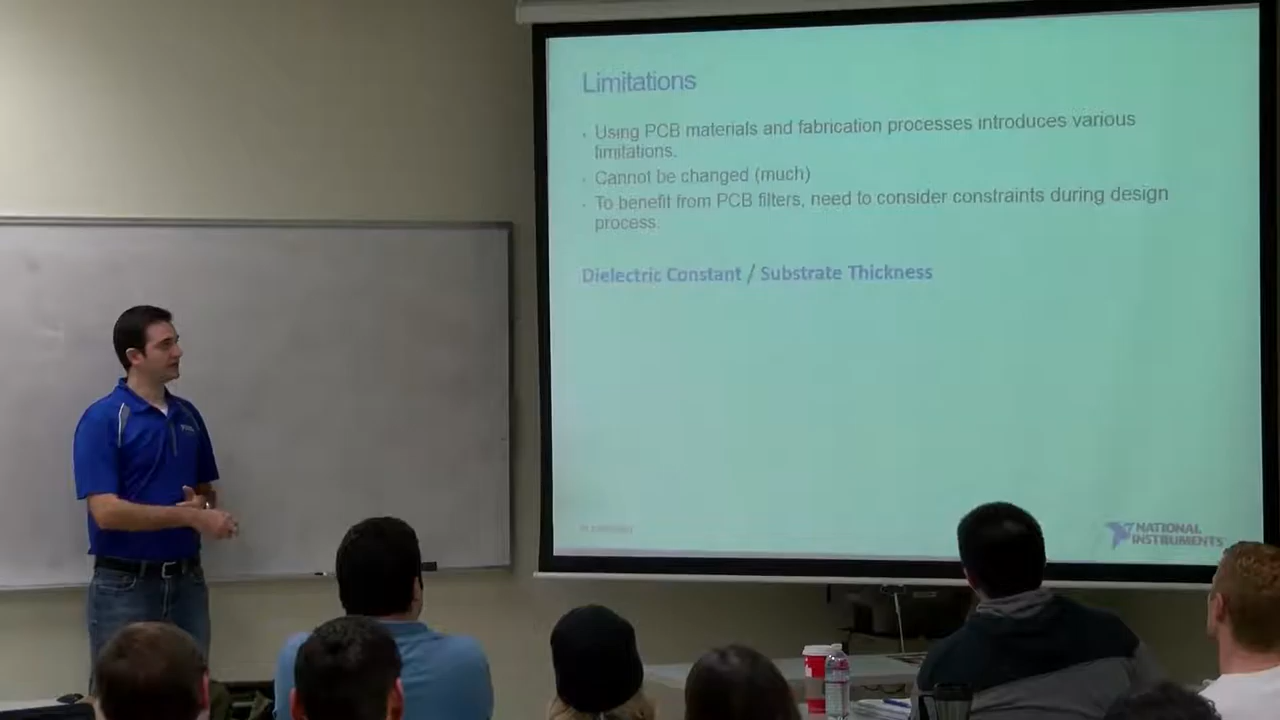 Limitations
Using PCB materials and fabrication processes introduces various
limitations.
Cannot be changed (much)
To benefit from PCB filters, need to consider constraints during design
process.
Dielectric Constant / Substrate Thickness
NATIONAL
INSTRUMENTS